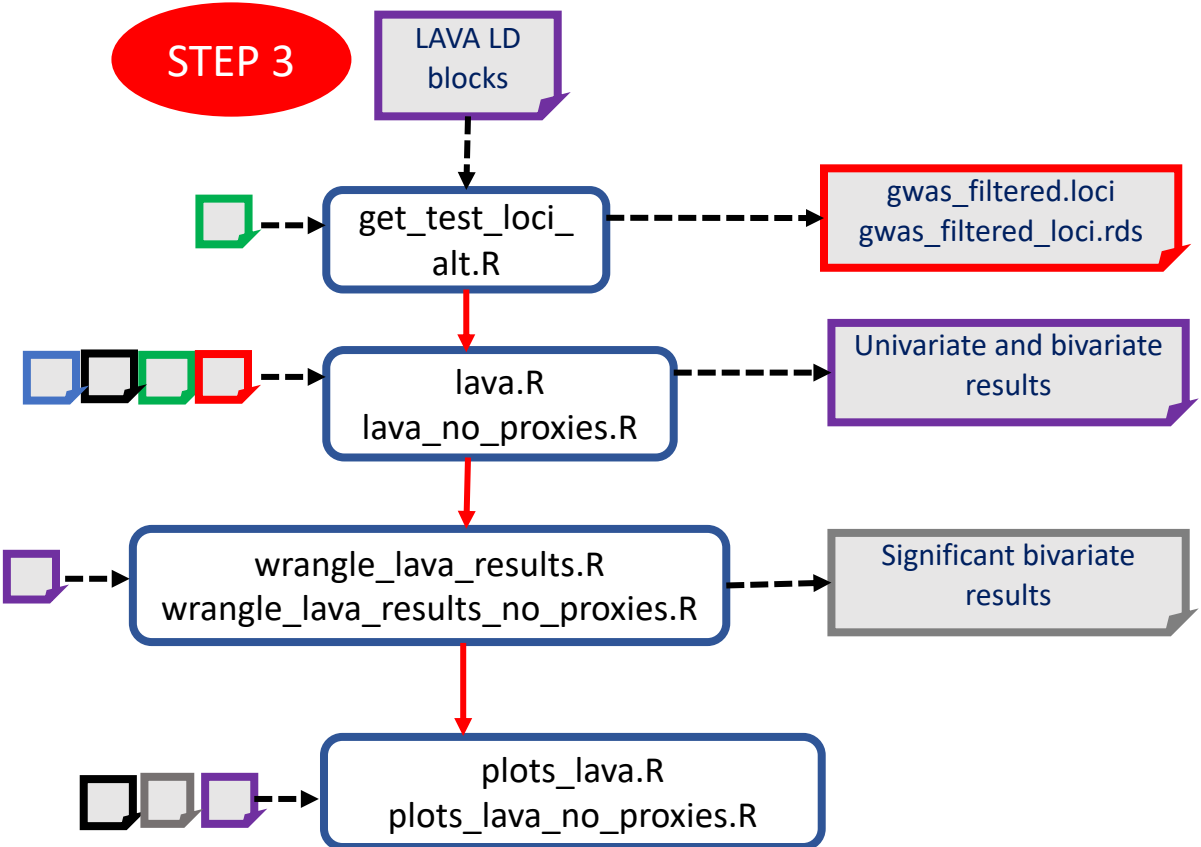 STEP 3
LAVA LD
blocks
get_test_loci_
alt.R
gwas_filtered.loci
gwas_filtered_loci.rds
lava.R
lava_no_proxies.R
Univariate and bivariate
results
wrangle_lava_results.R
wrangle_lava_results_no_proxies.R
Significant bivariate
results
plots_lava.R
plots_lava_no_proxies.R